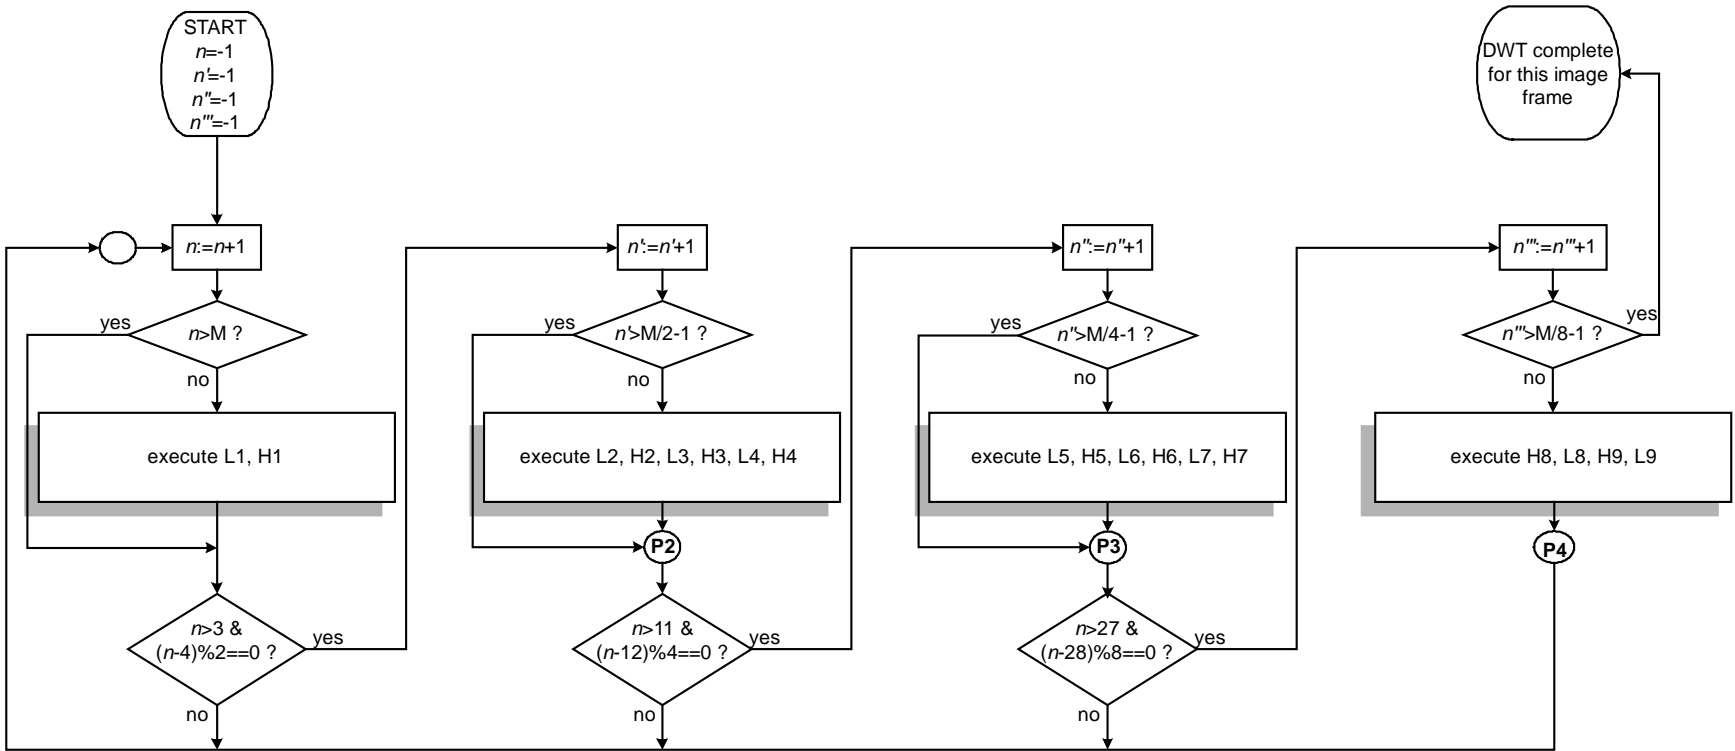 START
n=-1
n'=-1
n"=-1
n'"=-1
DWT complete
for this image
frame
n:=n+1
n':=n'+1
n":=n"+1
n'":=n'"+1
yes
n>M ?
no
yes
n'>M/2-1 ?
no
yes
n">M/4-1 ?
no
n'">M/8-1 ?
yes
no
execute L1, H1
execute L2, H2, L3, H3, L4, H4
execute L5, H5, L6, H6, L7, H7
execute H8, L8, H9, L9
P2
P3
P4
n>3 &
(n-4)%2==0 ?
yes
no
n>11 &
(n-12)%4==0 ?
yes
no
n>27 &
(n-28)%8==0 ?
yes
no